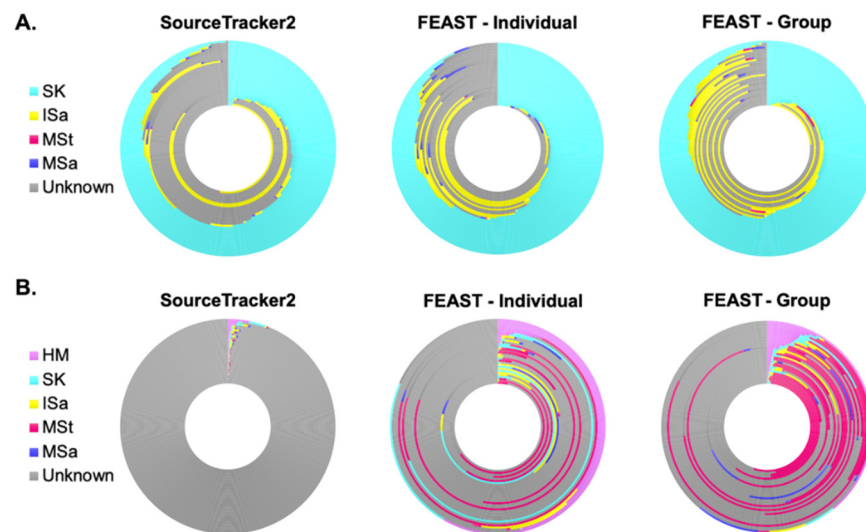 A.
SourceTracker2
FEAST - Individual
FEAST - Group
SK
ISa
MSt
MSa
Unknown
B.
SourceTracker2
FEAST - Individual
FEAST - Group
HM
SK
ISa
MSt
MSa
Unknown